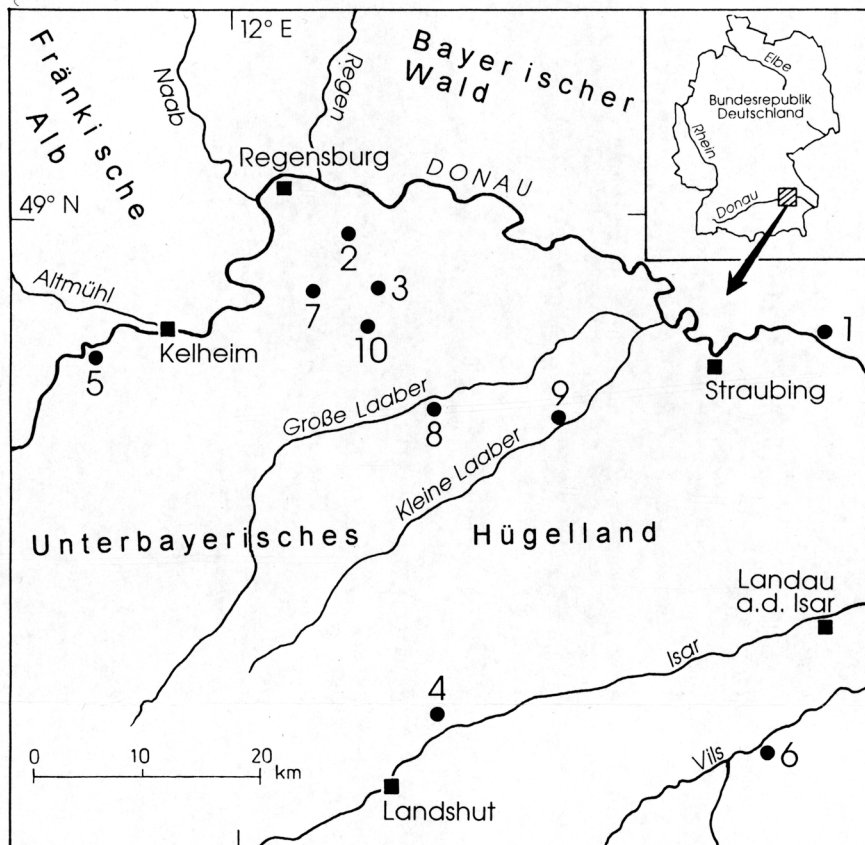 12° E
Fränkische
Alb
Naab
Regen
Bayerischer
Wald
Elbe
Bundesrepublik
Deutschland
Rhein
Donau
Regensburg
DONAU
49° N
2
Altmühl
7
3
10
1
Kelheim
5
Straubing
Große Laaber
8
9
Kleine Laaber
Unterbayerisches
Hügelland
Landau
a.d. Isar
Isar
4
6
Vils
0 10 20
km
Landshut